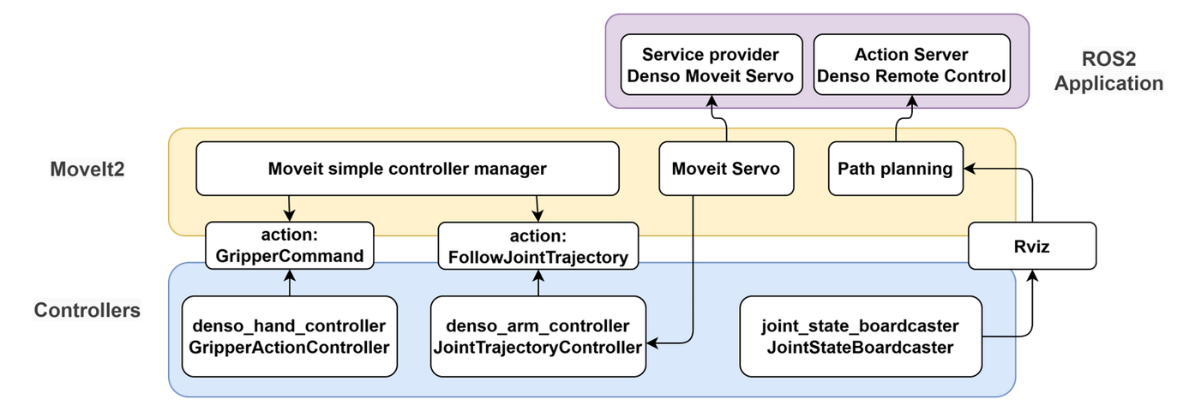 Service provider
Denso Moveit Servo
Action Server
Denso Remote Control
ROS2
Application
MoveIt2
Moveit simple controller manager
Moveit Servo
Path planning
action:
GripperCommand
action:
FollowJointTrajectory
Rviz
Controllers
denso_hand_controller
GripperActionController
denso_arm_controller
JointTrajectoryController
joint_state_boardcaster
JointStateBoardcaster